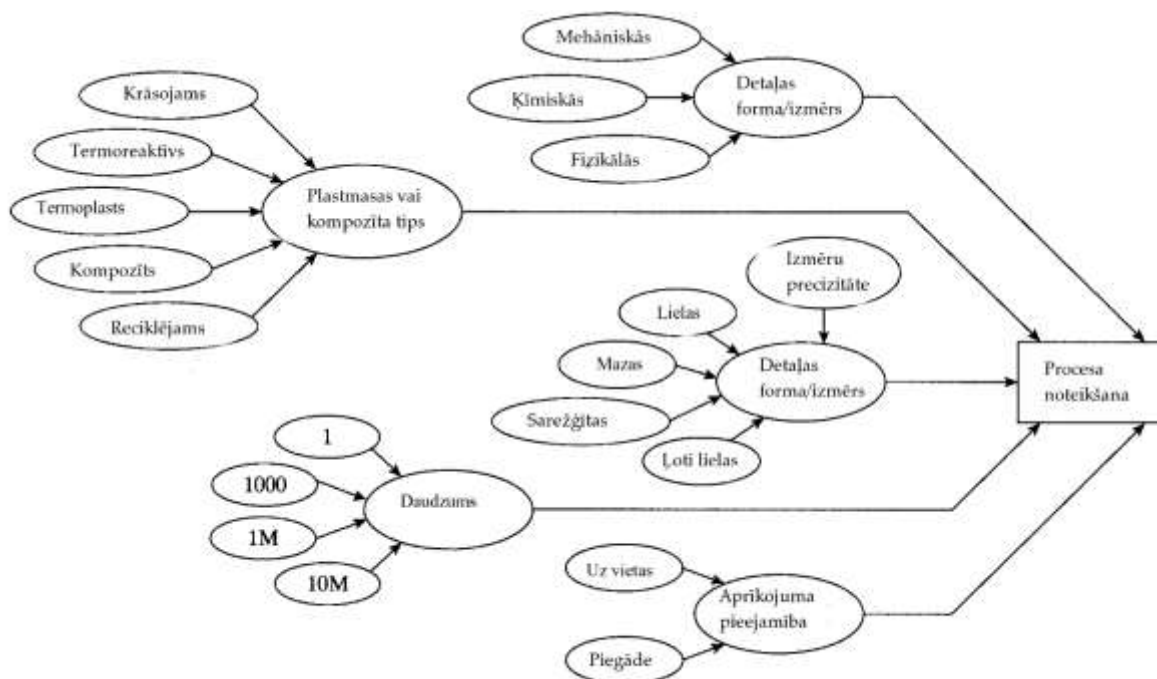 Mehāniskās
Ķīmiskās
Fizikālās
Detaļas
forma/izmērs
Krāsojams
Termoreaktīvs
Termoplasts
Kompozīts
Reciklējams
Plastmasas vai
kompozīta tips
Izmēru
precizitāte
Lielas
Mazas
Sarežģītas
Ļoti lielas
Detaļas
forma/izmērs
Procesa
noteikšana
1
1000
1M
10M
Daudzums
Uz vietas
Piegāde
Aprīkojuma
pieejamība